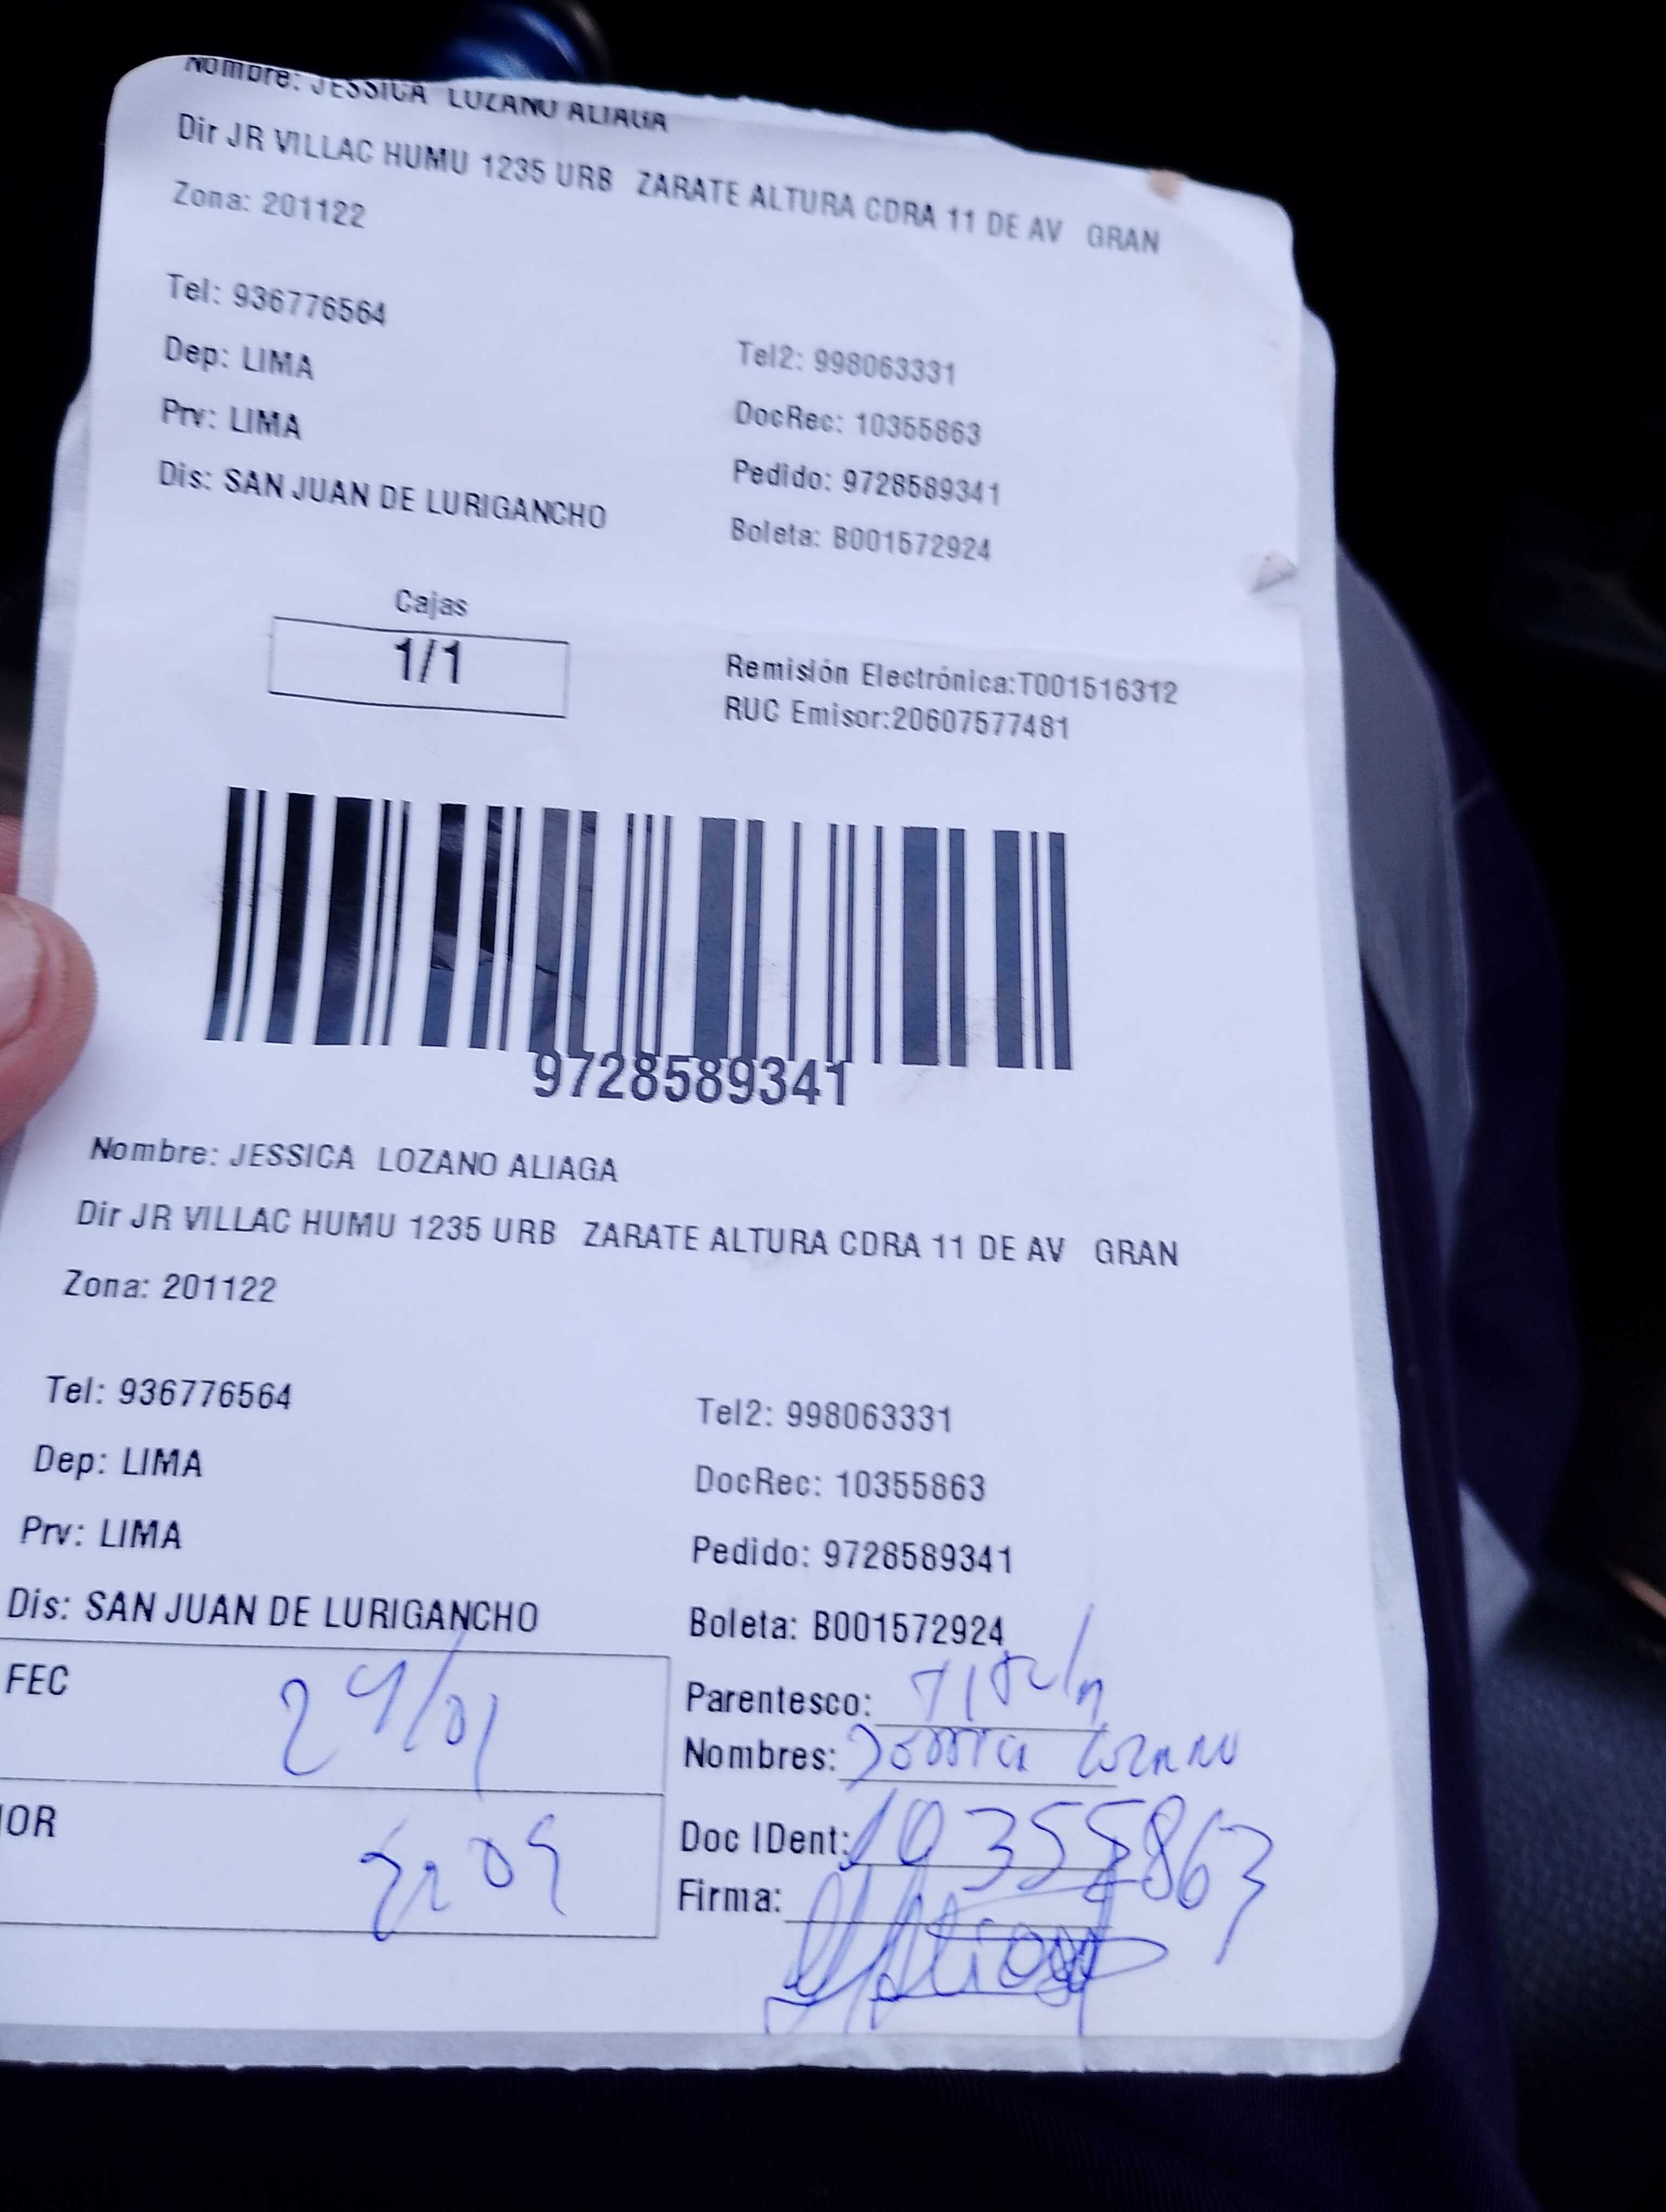 Nombre: JESSICA LOZANO ALIAGA
Dir JR VILLAC HUMU 1235 URB ZARATE ALTURA CDRA 11 DE AV GRAN
Zona: 201122
Tel: 936776564
Tel2: 998063331
Dep: LIMA
DocRec: 10355863
Prv: LIMA
Pedido: 9728589341
Dis: SAN JUAN DE LURIGANCHO
Boleta: B001572924
Cajas
1/1
Remisión Electrónica:T001516312
RUC Emisor:20607577481
9728589341
Nombre: JESSICA LOZANO ALIAGA
Dir JR VILLAC HUMU 1235 URB ZARATE ALTURA CDRA 11 DE AV GRAN
Zona: 201122
Tel: 936776564
Tel2: 998063331
Dep: LIMA
DocRec: 10355863
Prv: LIMA
Pedido: 9728589341
Dis: SAN JUAN DE LURIGANCHO
Boleta: B001572924
FEC 29/01
Parentesco:
Nombres: Lozano
HOR
Doc IDent: 10355863
Firma: